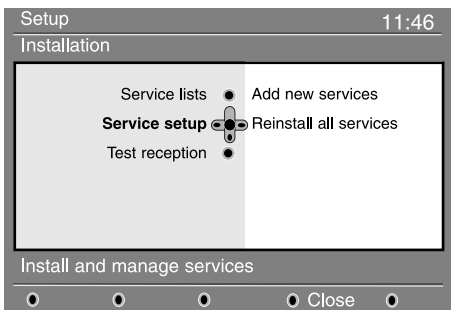 Setup 11:46
Installation
Service lists Add new services
Service setup Reinstall all services
Test reception
Install and manage services
Close